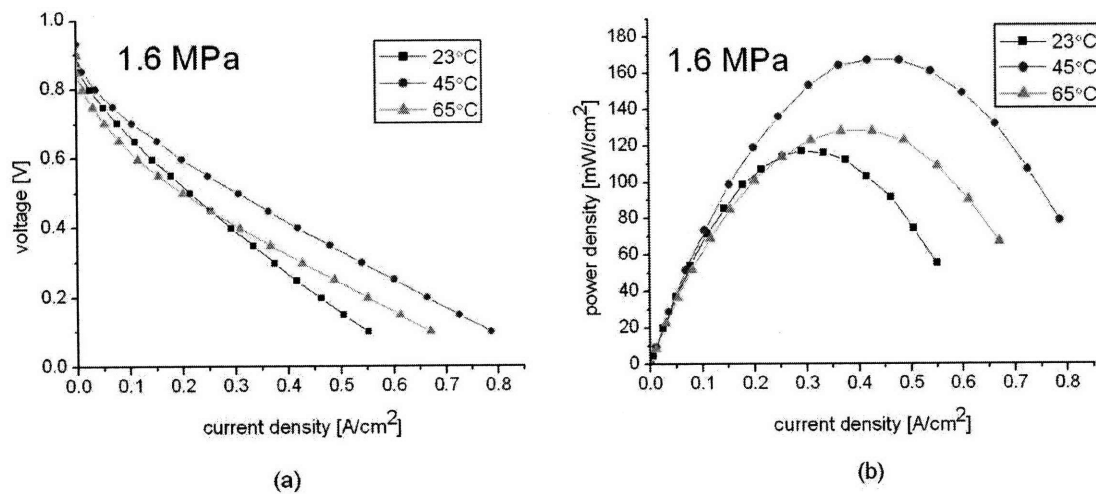 1.6 MPa
23°C
45°C
65°C
voltage [V]
1.0
0.8
0.6
0.4
0.2
0.0
0.0 0.1 0.2 0.3 0.4 0.5 0.6 0.7 0.8
current density [A/cm²]
(a)
1.6 MPa
23°C
45°C
65°C
power density [mW/cm²]
180
160
140
120
100
80
60
40
20
0
0.0 0.1 0.2 0.3 0.4 0.5 0.6 0.7 0.8
current density [A/cm²]
(b)